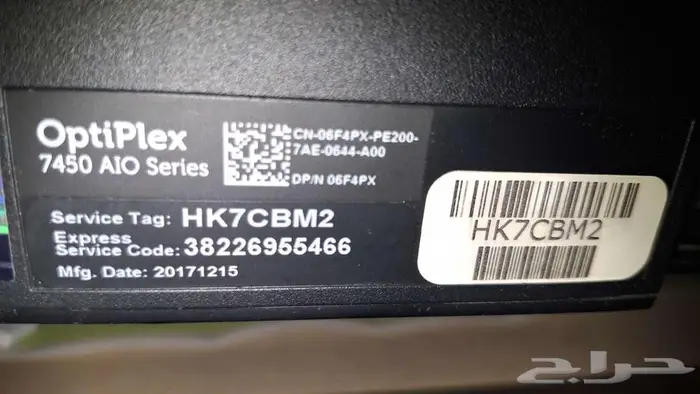 OptiPlex
7450 AIO Series
CN-06F4PX-PE200-
7AE-0644-A00
DP/N 06F4PX
Service Tag: HK7CBM2
Express
Service Code: 38226955466
Mfg. Date: 20171215
HK7CBM2
حراج